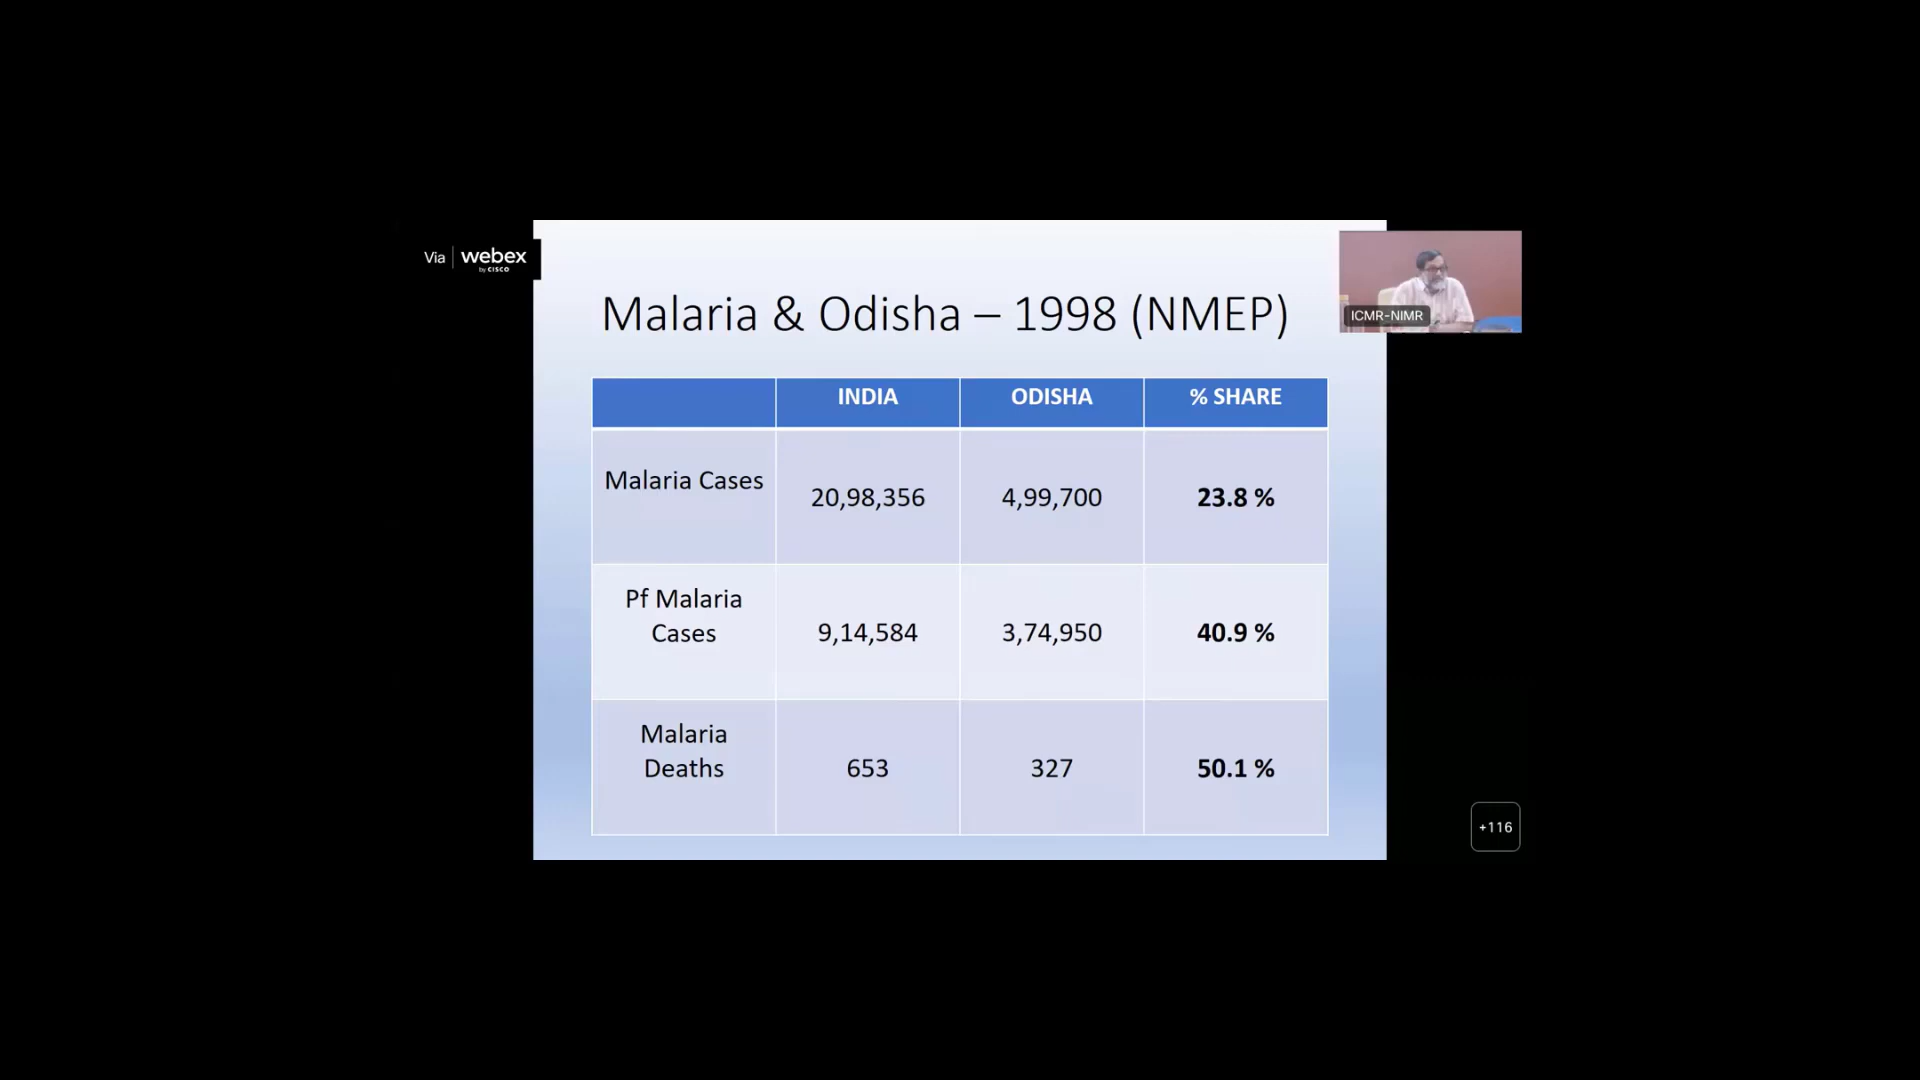 Via webex
by CISCO
Malaria & Odisha – 1998 (NMEP)
ICMR-NIMR
INDIA ODISHA % SHARE
Malaria Cases 20,98,356 4,99,700 23.8 %
Pf Malaria
Cases 9,14,584 3,74,950 40.9 %
Malaria
Deaths 653 327 50.1 %
+116